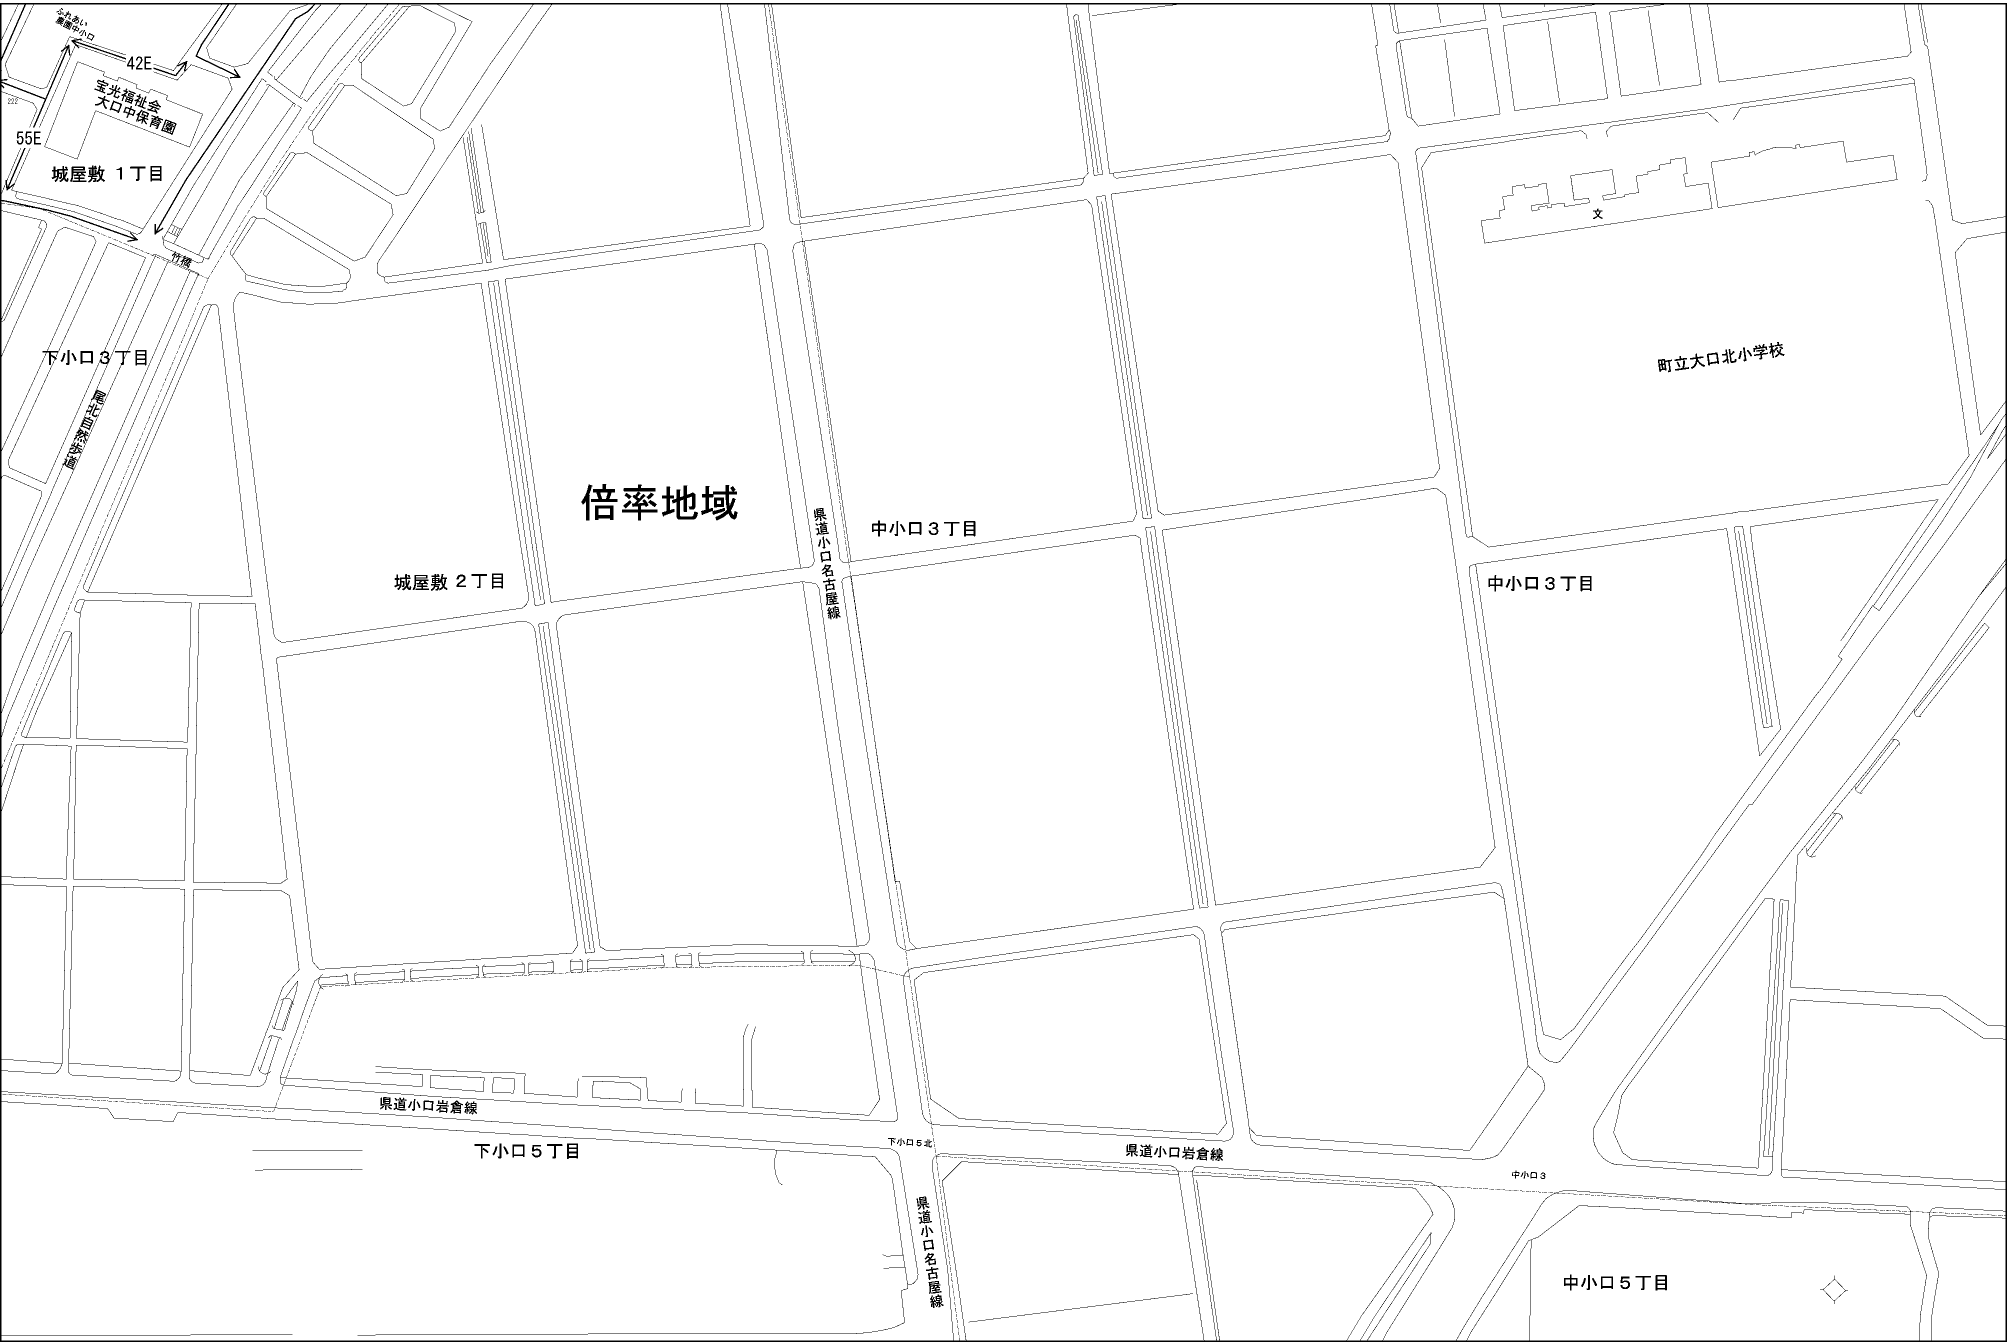 ふれあい
農園中小口
42E
宝光福祉会
大口中保育園
222
55E
城屋敷 1丁目
竹橋
文
下小口3丁目
町立大口北小学校
尾北自然歩道
倍率地域
県道小口名古屋線
中小口3丁目
城屋敷 2丁目
中小口3丁目
県道小口岩倉線
下小口5丁目
下小口5北
県道小口岩倉線
中小口3
県道小口名古屋線
中小口5丁目